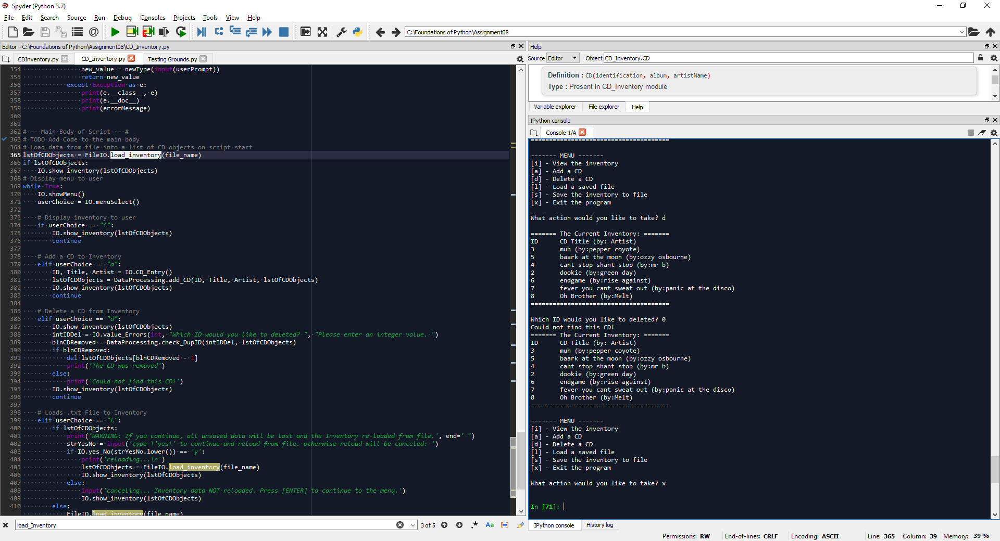 Spyder (Python 3.7)
File Edit Search Source Run Debug Consoles Projects Tools View Help
C:\Foundations of Python\Assignment08
Editor - C:\Foundations of Python\Assignment08\CD_Inventory.py
CDInventory.py CD_Inventory.py Testing Grounds.py
354 new_value = newType(input(userPrompt))
355 return new_value
356 except Exception as e:
357 print(e.__class__, e)
358 print(e.__doc__)
359 print(errorMessage)
360
361
362 # -- Main Body of Script -- #
363 # TODO Add Code to the main body
364 # Load data from file into a list of CD objects on script start
365 lstOfCDObjects = FileIO.load_inventory(file_name)
366 if lstOfCDObjects:
367 IO.show_inventory(lstOfCDObjects)
368 # Display menu to user
369 while True:
370 IO.showMenu()
371 userChoice = IO.menuSelect()
372
373 # Display inventory to user
374 if userChoice == "i":
375 IO.show_inventory(lstOfCDObjects)
376 continue
377
378 # Add a CD to Inventory
379 elif userChoice == "a":
380 ID, Title, Artist = IO.CD_Entry()
381 lstOfCDObjects = DataProcessing.add_CD(ID, Title, Artist, lstOfCDObjects)
382 IO.show_inventory(lstOfCDObjects)
383 continue
384
385 # Delete a CD from Inventory
386 elif userChoice == "d":
387 IO.show_inventory(lstOfCDObjects)
388 intIDDel = IO.value_Errors(int, "Which ID would you like to deleted? ", "Please enter an integer value. ")
389 blnCDRemoved = DataProcessing.check_DupID(intIDDel, lstOfCDObjects)
390 if blnCDRemoved:
391 del lstOfCDObjects[blnCDRemoved - 1]
392 print('The CD was removed')
393 else:
394 print('Could not find this CD!')
395 IO.show_inventory(lstOfCDObjects)
396 continue
397
398 # Loads .txt File to Inventory
399 elif userChoice == "l":
400 if lstOfCDObjects:
401 print('WARNING: If you continue, all unsaved data will be lost and the Inventory re-loaded from file.', end=' ')
402 strYesNo = input('type \'yes\' to continue and reload from file. otherwise reload will be canceled: ')
403 if IO.yes_No(strYesNo.lower()) == 'y':
404 print('reloading...\n')
405 lstOfCDObjects = FileIO.load_inventory(file_name)
406 IO.show_inventory(lstOfCDObjects)
407 else:
408 input('canceling... Inventory data NOT reloaded. Press [ENTER] to continue to the menu.')
409 IO.show_inventory(lstOfCDObjects)
410 else:
FileIO.load_inventory(file_name)
load_Inventory 3 of 5 .* Aa
Help
Source Editor Object CD_Inventory.CD
Definition : CD(identification, album, artistName)
Type : Present in CD_Inventory module
Variable explorer File explorer Help
IPython console
Console 1/A
======================================
------- MENU -------
[i] - View the inventory
[a] - Add a CD
[d] - Delete a CD
[l] - Load a saved file
[s] - Save the inventory to file
[x] - Exit the program
What action would you like to take? d
======= The Current Inventory: =======
ID CD Title (by: Artist)
3 muh (by:pepper coyote)
5 baark at the moon (by:ozzy osbourne)
4 cant stop shant stop (by:mr b)
2 dookie (by:green day)
6 endgame (by:rise against)
7 fever you cant sweat out (by:panic at the disco)
8 Oh Brother (by:Melt)
======================================
Which ID would you like to deleted? 0
Could not find this CD!
======= The Current Inventory: =======
ID CD Title (by: Artist)
3 muh (by:pepper coyote)
5 baark at the moon (by:ozzy osbourne)
4 cant stop shant stop (by:mr b)
2 dookie (by:green day)
6 endgame (by:rise against)
7 fever you cant sweat out (by:panic at the disco)
8 Oh Brother (by:Melt)
======================================
------- MENU -------
[i] - View the inventory
[a] - Add a CD
[d] - Delete a CD
[l] - Load a saved file
[s] - Save the inventory to file
[x] - Exit the program
What action would you like to take? x
In [71]:
IPython console History log
Permissions: RW End-of-lines: CRLF Encoding: ASCII Line: 365 Column: 39 Memory: 39 %